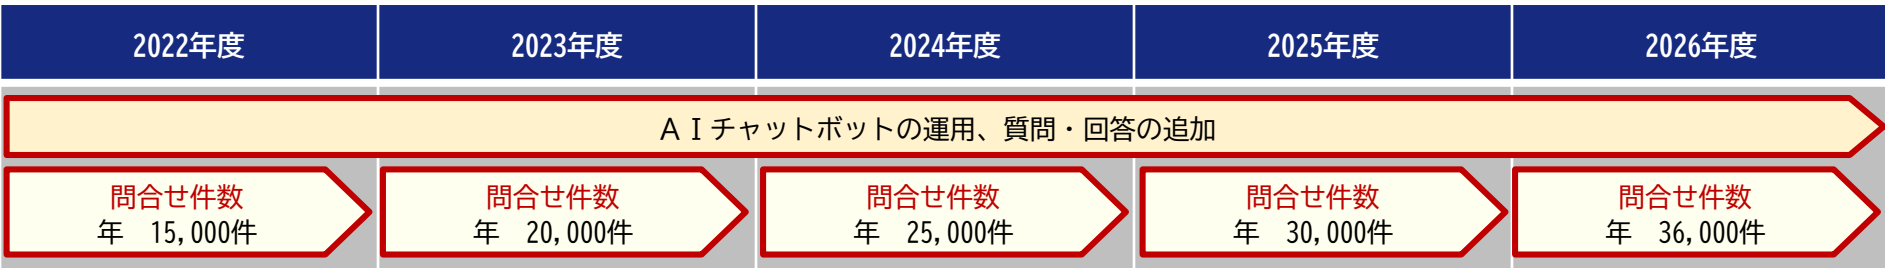 2022年度
2023年度
2024年度
2025年度
2026年度
ＡＩチャットボットの運用、質問・回答の追加
問合せ件数
年　15,000件
問合せ件数
年　20,000件
問合せ件数
年　25,000件
問合せ件数
年　30,000件
問合せ件数
年　36,000件